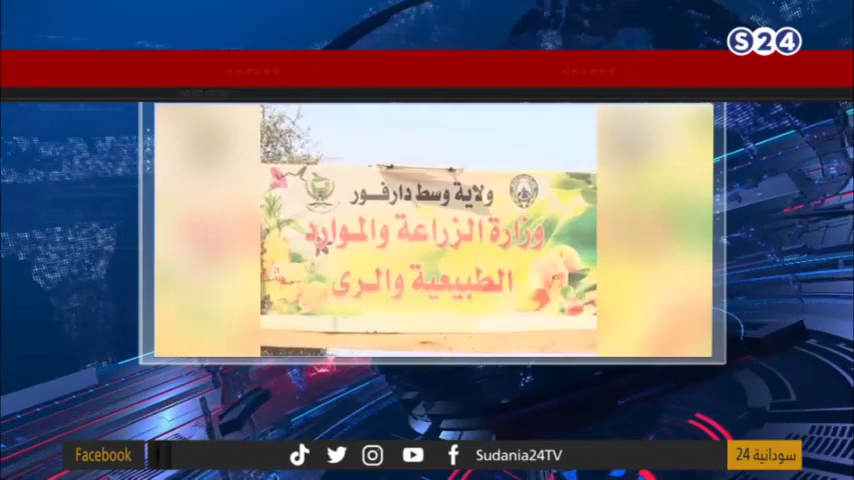 S24
ولاية وسط دارفور
وزارة الزراعة والموارد
الطبيعية والرى
Facebook
Sudania24TV
سودانية 24